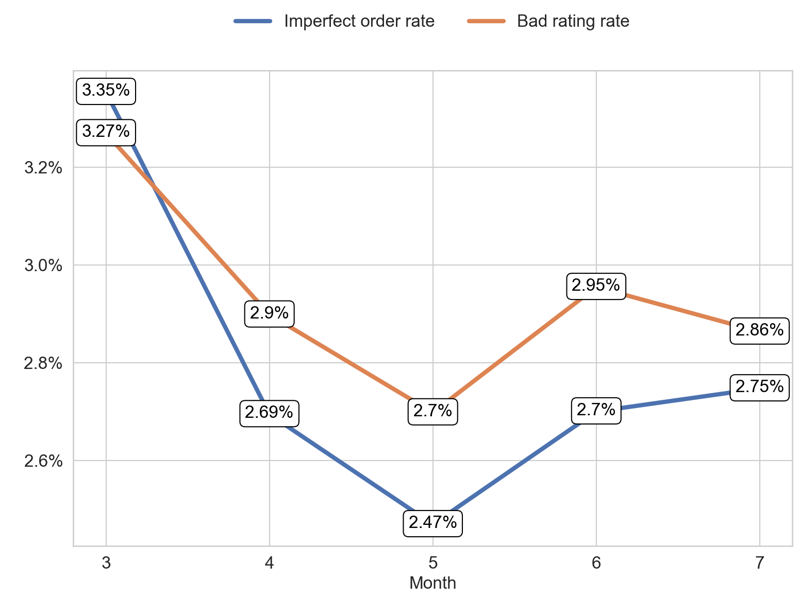 Imperfect order rate Bad rating rate
3.35%
3.27%
3.2%
3.0%
2.95%
2.9%
2.86%
2.8%
2.75%
2.69% 2.7% 2.7%
2.6%
2.47%
3 4 5 6 7
Month